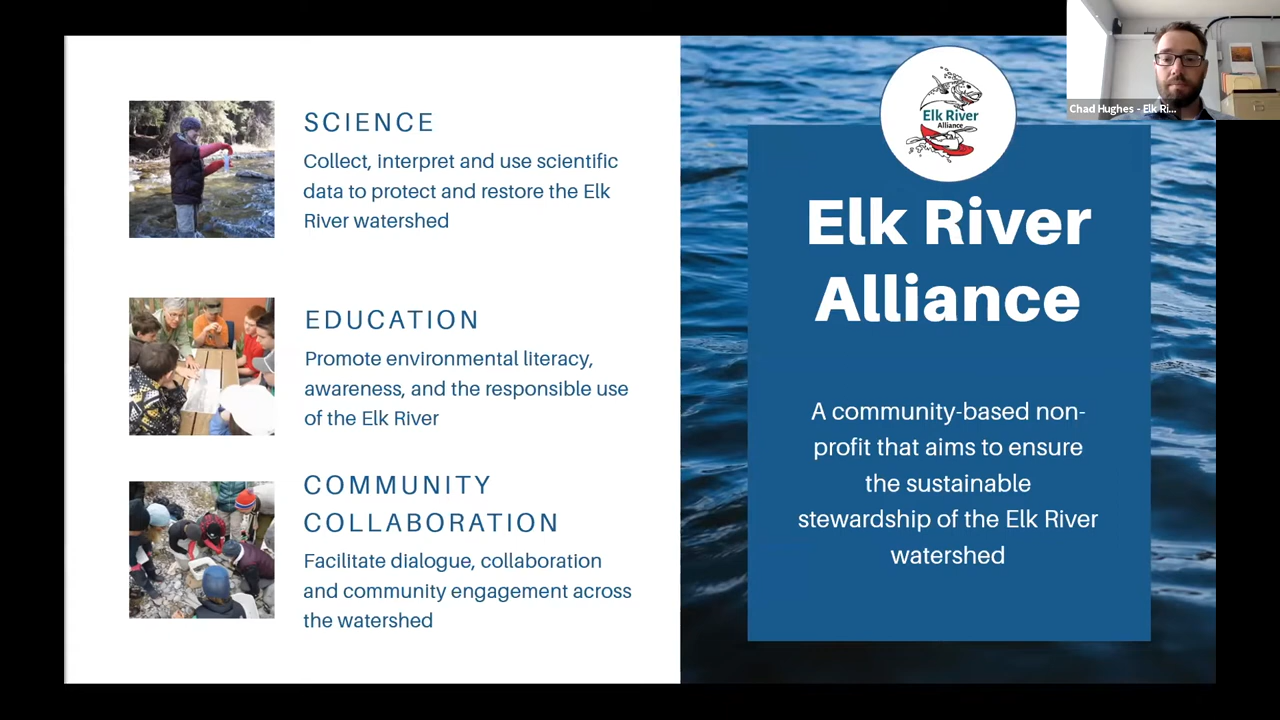 SCIENCE
Collect, interpret and use scientific
data to protect and restore the Elk
River watershed
EDUCATION
Promote environmental literacy,
awareness, and the responsible use
of the Elk River
COMMUNITY
COLLABORATION
Facilitate dialogue, collaboration
and community engagement across
the watershed
Elk River
Alliance
Elk River
Alliance
A community-based non-
profit that aims to ensure
the sustainable
stewardship of the Elk River
watershed
Chad Hughes - Elk Ri...